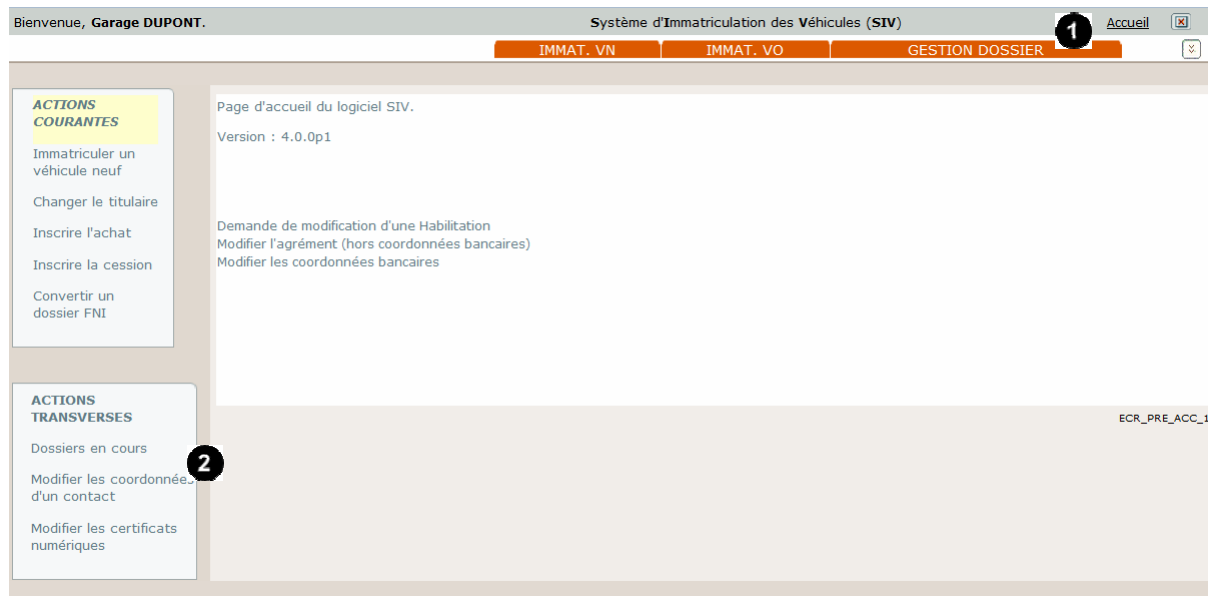 Bienvenue, Garage DUPONT. Système d'Immatriculation des Véhicules (SIV) 1 Accueil
IMMAT. VN IMMAT. VO GESTION DOSSIER
ACTIONS
COURANTES
Immatriculer un
véhicule neuf
Changer le titulaire
Inscrire l'achat
Inscrire la cession
Convertir un
dossier FNI
Page d'accueil du logiciel SIV.
Version : 4.0.0p1
Demande de modification d'une Habilitation
Modifier l'agrément (hors coordonnées bancaires)
Modifier les coordonnées bancaires
ECR_PRE_ACC_1
ACTIONS
TRANSVERSES
Dossiers en cours
2
Modifier les coordonnées
d'un contact
Modifier les certificats
numériques